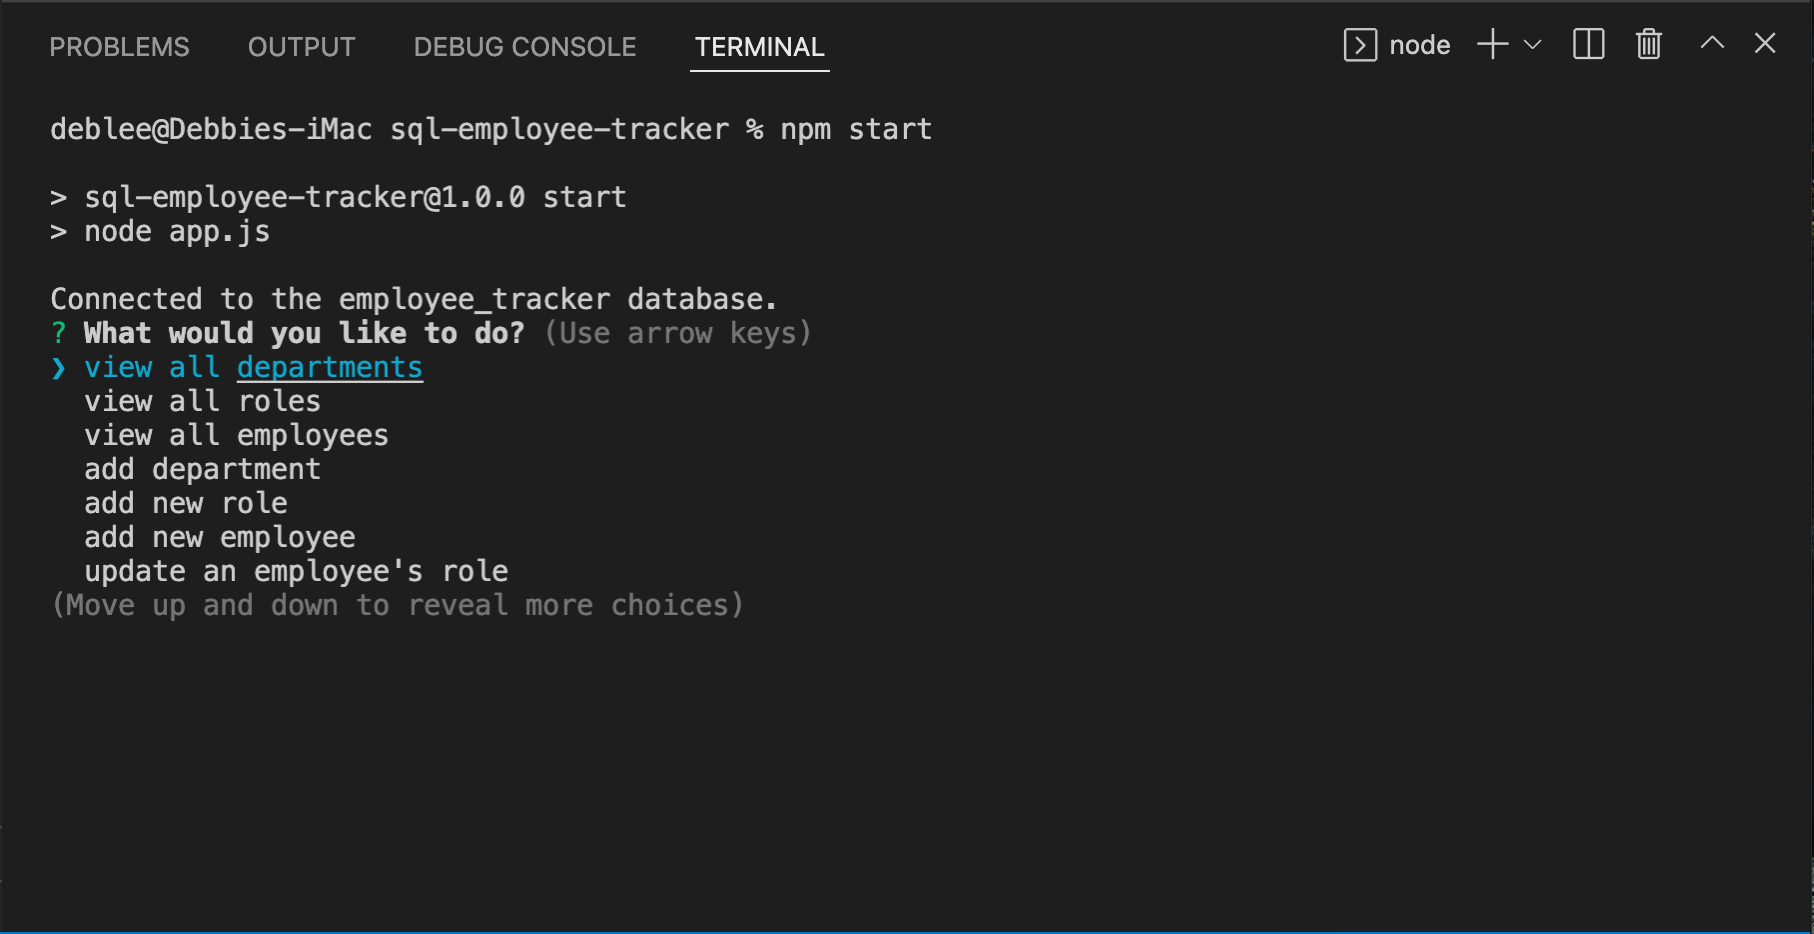 PROBLEMS OUTPUT DEBUG CONSOLE TERMINAL node
deblee@Debbies-iMac sql-employee-tracker % npm start
> sql-employee-tracker@1.0.0 start
> node app.js
Connected to the employee_tracker database.
? What would you like to do? (Use arrow keys)
❯ view all departments
view all roles
view all employees
add department
add new role
add new employee
update an employee's role
(Move up and down to reveal more choices)